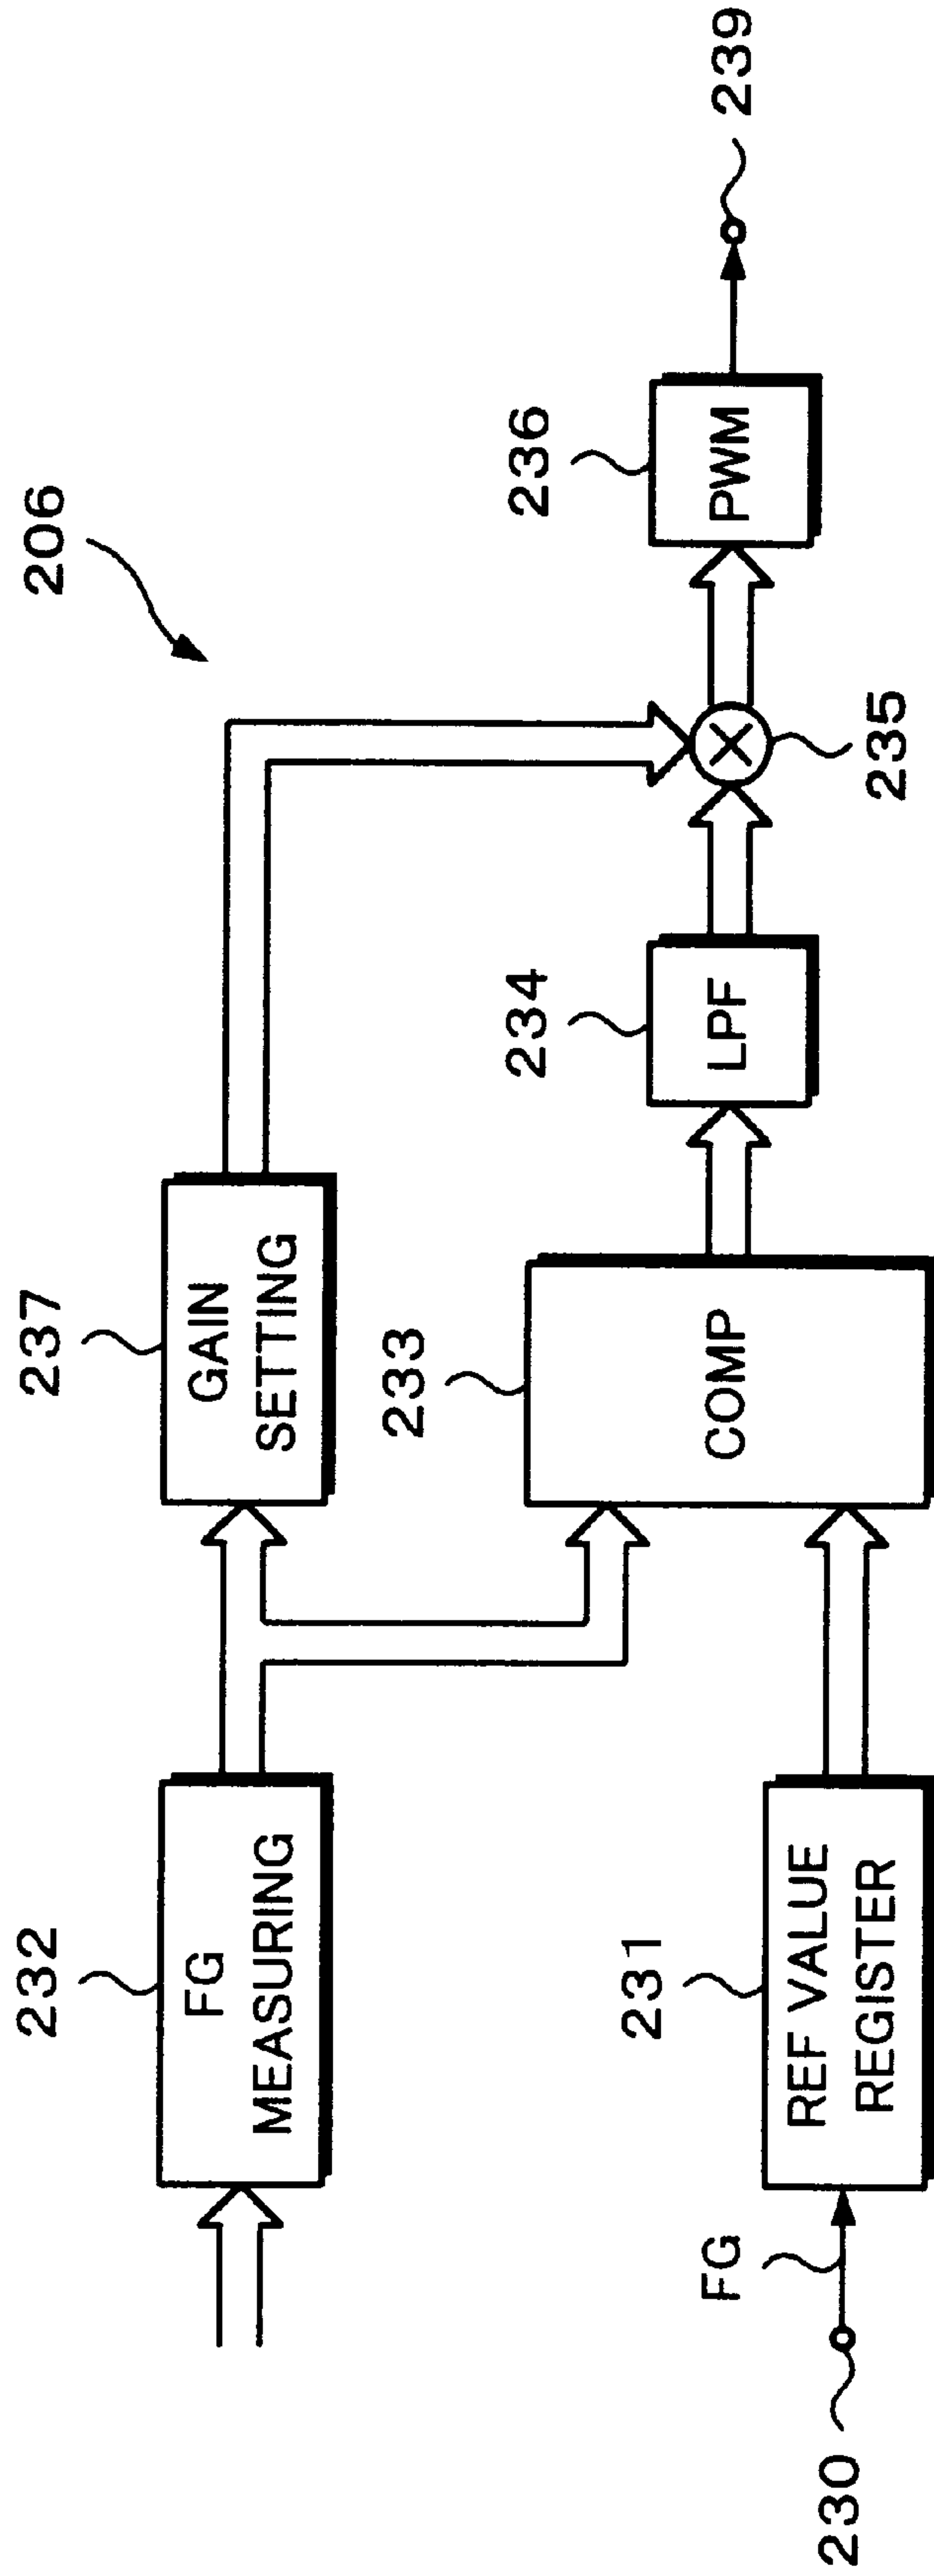 206
232
FG
MEASURING
237
GAIN
SETTING
233
COMP
234
LPF
235
236
PWM
239
231
REF VALUE
REGISTER
FG
230